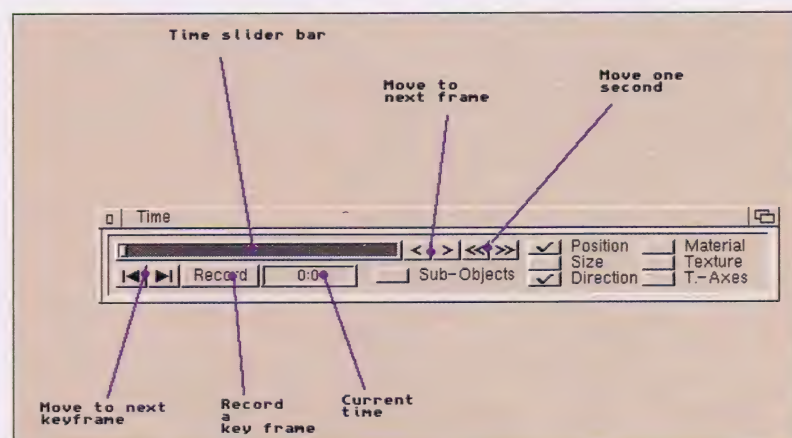 Time slider bar
Move to
next frame
Move one
second
Time
< > << >> Position Material
Size Texture
Record 0:0 Sub-Objects Direction T.-Axes
Move to next
keyframe
Record
a
key frame
Current
time